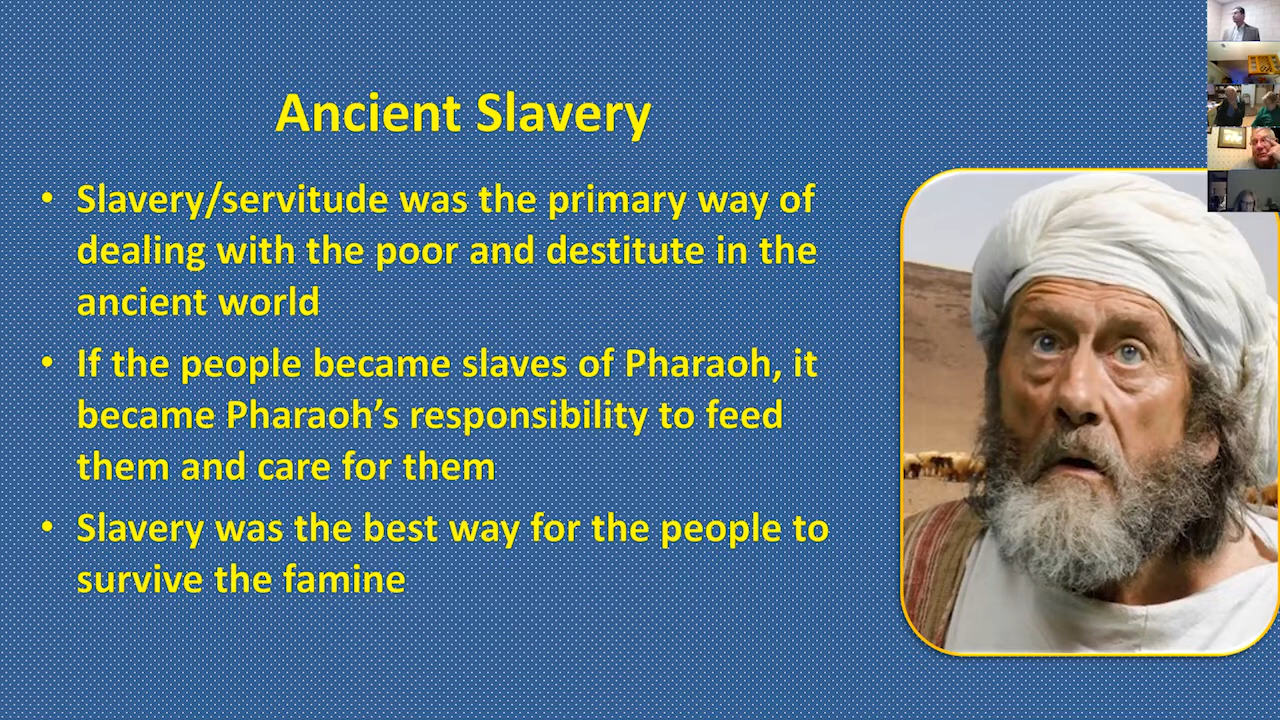 Ancient Slavery
• Slavery/servitude was the primary way of
dealing with the poor and destitute in the
ancient world
• If the people became slaves of Pharaoh, it
became Pharaoh’s responsibility to feed
them and care for them
• Slavery was the best way for the people to
survive the famine